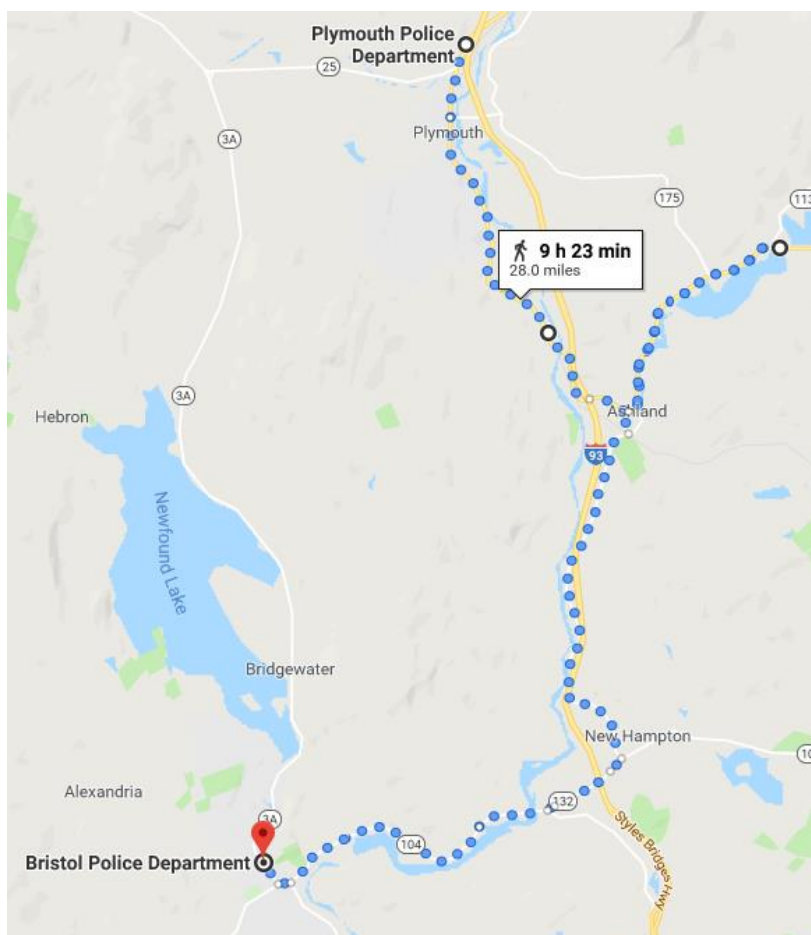 Plymouth Police
Department
25
3A
Plymouth
175
113
9 h 23 min
28.0 miles
3A
Hebron
Ashland
93
Newfound Lake
Bridgewater
New Hampton
10
Alexandria
132
3A
104
Styles Bridges Hwy
Bristol Police Department